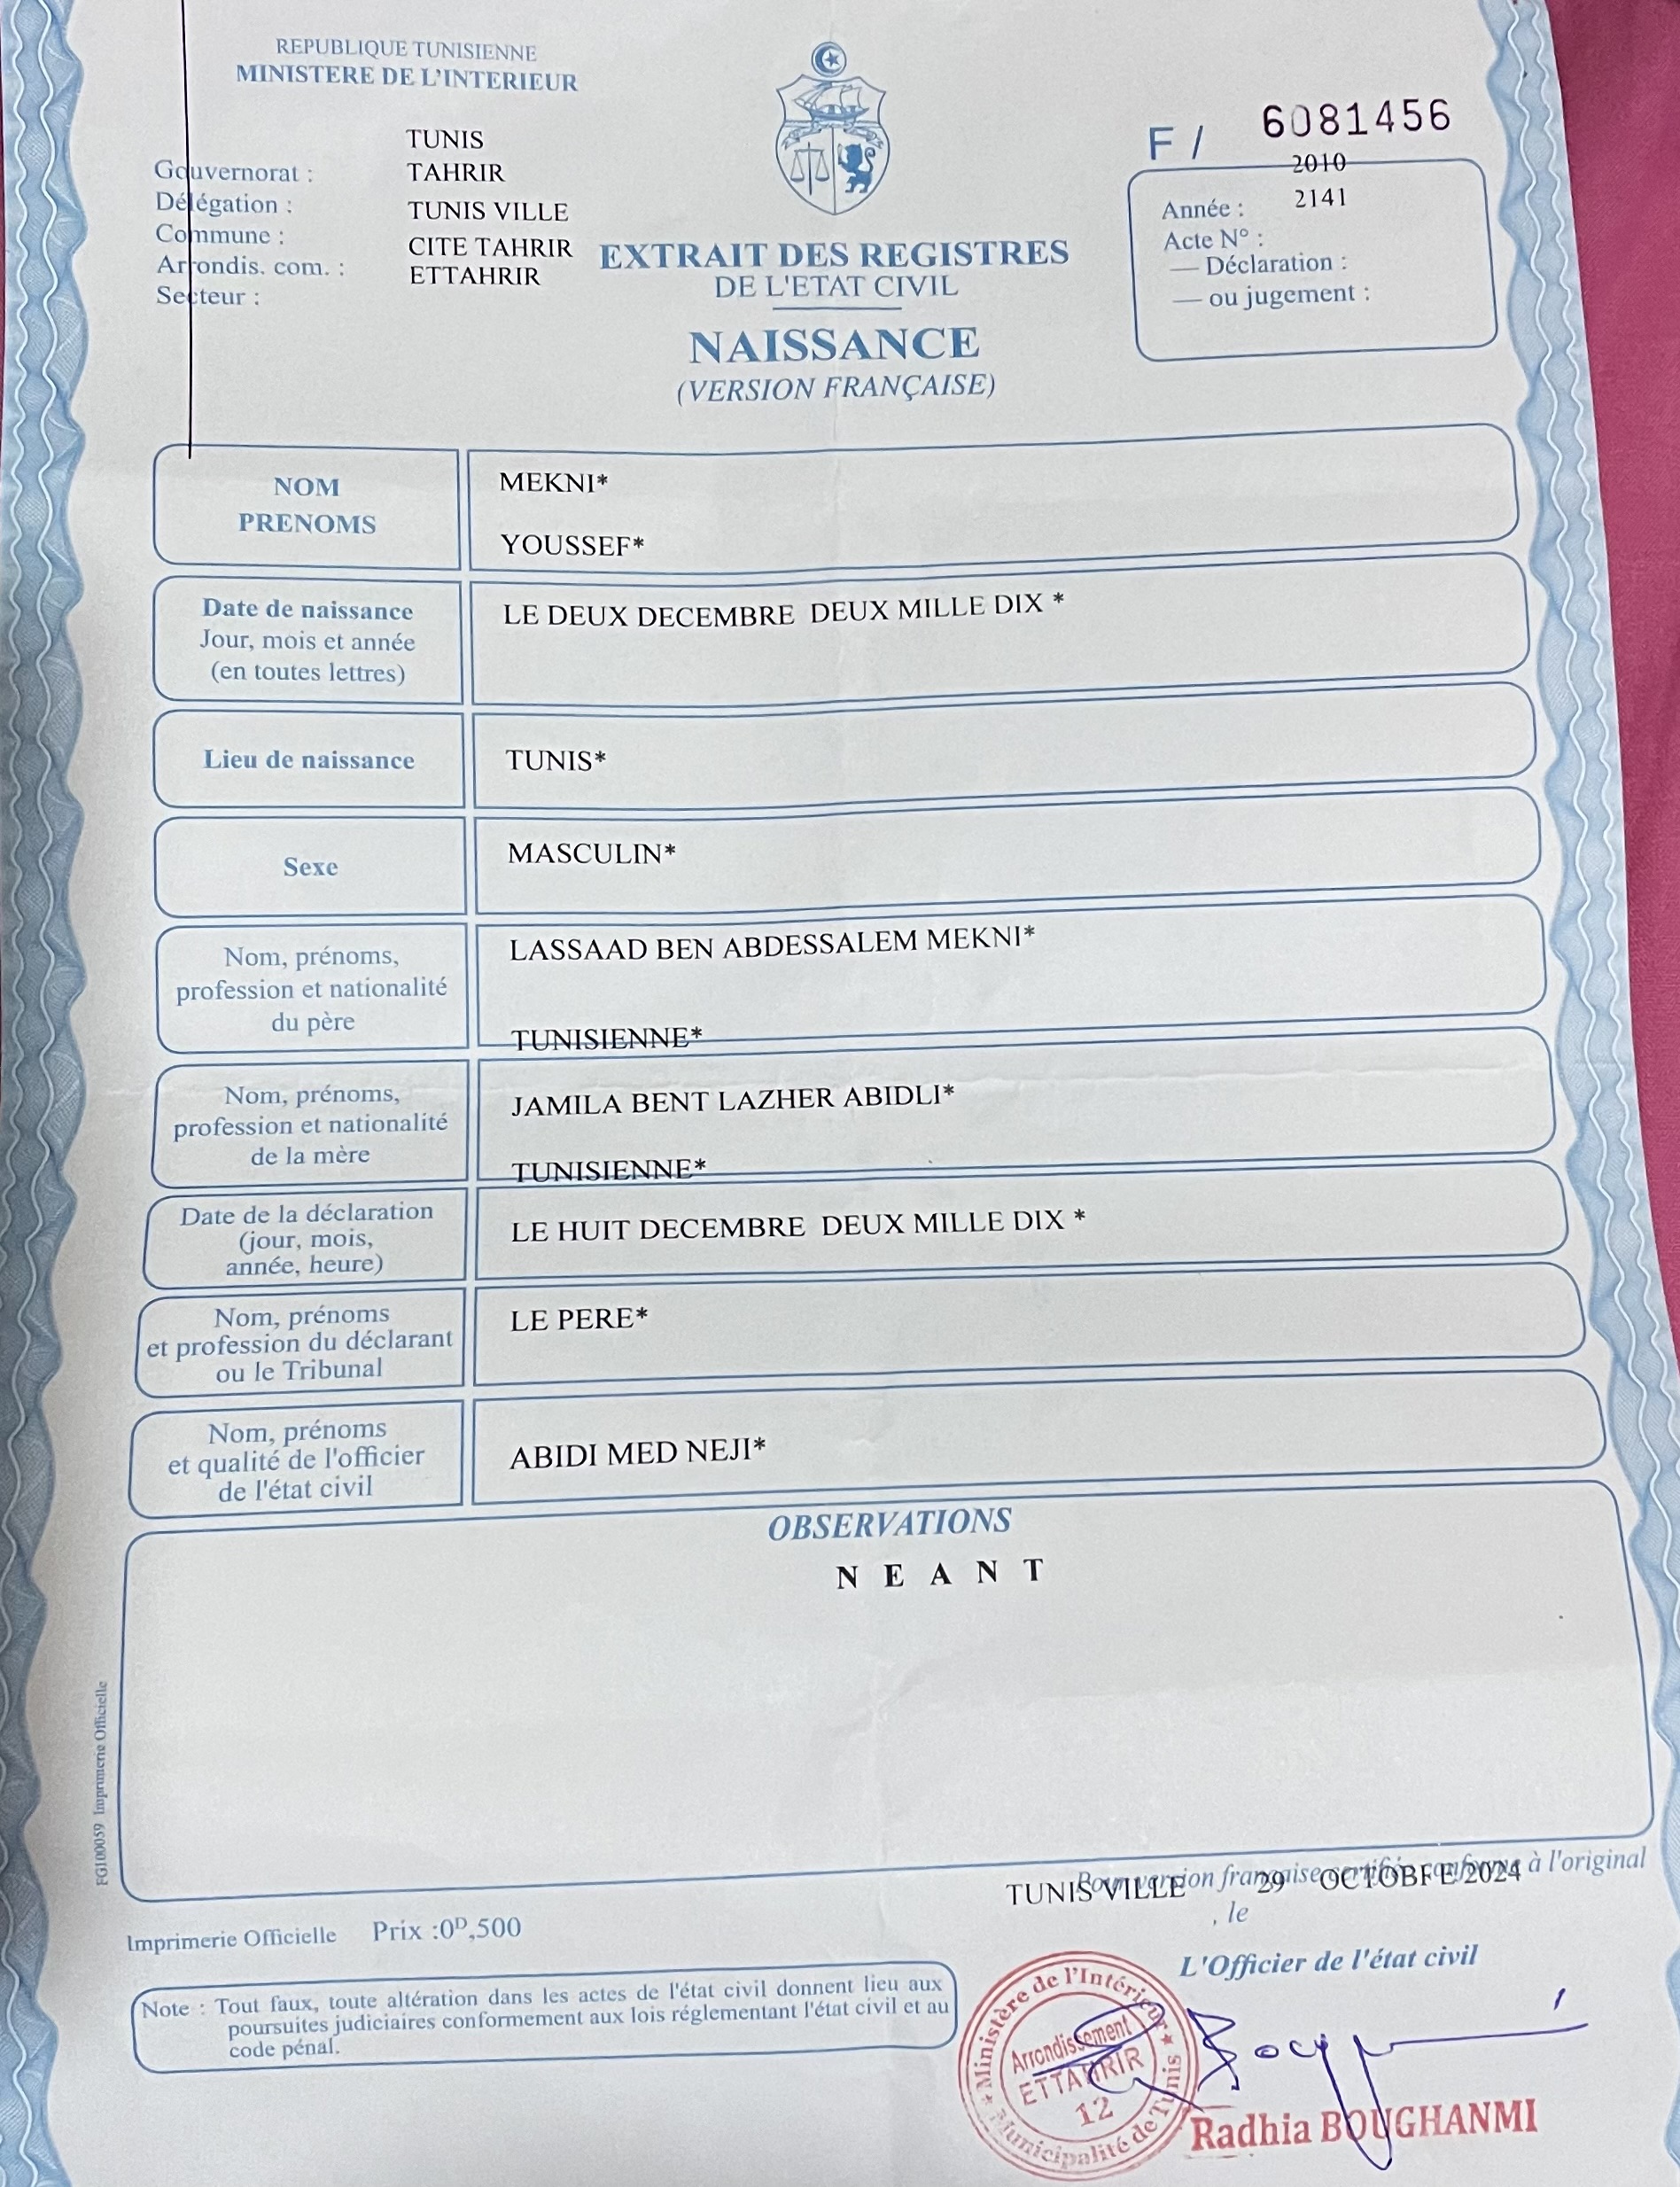 REPUBLIQUE TUNISIENNE
MINISTERE DE L'INTERIEUR
F / 6081456
TUNIS
Gouvernorat : TAHRIR
Délégation : TUNIS VILLE
Commune : CITE TAHRIR
Arrondis. com. : ETTAHRIR
Secteur :
2010
Année : 2141
Acte N° :
— Déclaration :
— ou jugement :
EXTRAIT DES REGISTRES
DE L'ETAT CIVIL
NAISSANCE
(VERSION FRANÇAISE)
NOM
PRENOMS
MEKNI*
YOUSSEF*
Date de naissance
Jour, mois et année
(en toutes lettres)
LE DEUX DECEMBRE DEUX MILLE DIX *
Lieu de naissance
TUNIS*
Sexe
MASCULIN*
Nom, prénoms,
profession et nationalité
du père
LASSAAD BEN ABDESSALEM MEKNI*
TUNISIENNE*
Nom, prénoms,
profession et nationalité
de la mère
JAMILA BENT LAZHER ABIDLI*
TUNISIENNE*
Date de la déclaration
(jour, mois,
année, heure)
LE HUIT DECEMBRE DEUX MILLE DIX *
Nom, prénoms
et profession du déclarant
ou le Tribunal
LE PERE*
Nom, prénoms
et qualité de l'officier
de l'état civil
ABIDI MED NEJI*
OBSERVATIONS
N E A N T
FG100059 Imprimerie Officielle
Pour version française certifiée conforme à l'original
TUNIS VILLE 29 OCTOBRE 2024
, le
Imprimerie Officielle Prix :0D,500
L'Officier de l'état civil
Note : Tout faux, toute altération dans les actes de l'état civil donnent lieu aux
poursuites judiciaires conformement aux lois réglementant l'état civil et au
code pénal.
Ministère de l'Intérieur
Arrondissement
ETTAHRIR
12
Municipalité de Tunis
Radhia BOUGHANMI